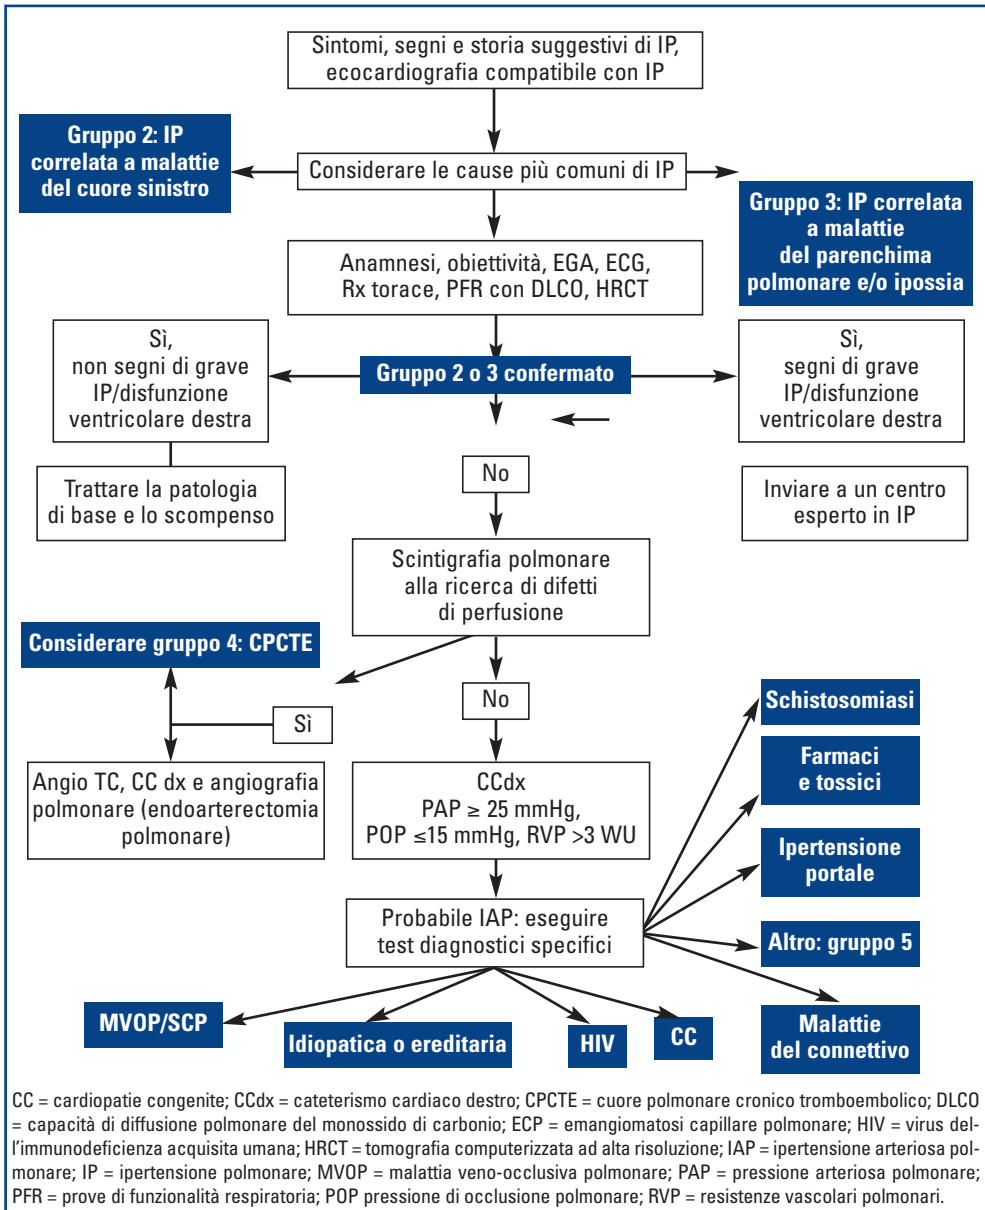 Sintomi, segni e storia suggestivi di IP,
ecocardiografia compatibile con IP
Gruppo 2: IP
correlata a malattie
del cuore sinistro
Considerare le cause più comuni di IP
Gruppo 3: IP correlata
a malattie
del parenchima
polmonare e/o ipossia
Anamnesi, obiettività, EGA, ECG,
Rx torace, PFR con DLCO, HRCT
Sì,
non segni di grave
IP/disfunzione
ventricolare destra
Gruppo 2 o 3 confermato
Sì,
segni di grave
IP/disfunzione
ventricolare destra
No
Trattare la patologia
di base e lo scompenso
Inviare a un centro
esperto in IP
Scintigrafia polmonare
alla ricerca di difetti
di perfusione
Considerare gruppo 4: CPCTE
No
Sì
Schistosomiasi
Farmaci
e tossici
Angio TC, CC dx e angiografia
polmonare (endoarterectomia
polmonare)
CCdx
PAP ≥ 25 mmHg,
POP ≤15 mmHg, RVP >3 WU
Ipertensione
portale
Probabile IAP: eseguire
test diagnostici specifici
Altro: gruppo 5
MVOP/SCP
Idiopatica o ereditaria
HIV
CC
Malattie
del connettivo
CC = cardiopatie congenite; CCdx = cateterismo cardiaco destro; CPCTE = cuore polmonare cronico tromboembolico; DLCO
= capacità di diffusione polmonare del monossido di carbonio; ECP = emangiomatosi capillare polmonare; HIV = virus del-
l'immunodeficienza acquisita umana; HRCT = tomografia computerizzata ad alta risoluzione; IAP = ipertensione arteriosa pol-
monare; IP = ipertensione polmonare; MVOP = malattia veno-occlusiva polmonare; PAP = pressione arteriosa polmonare;
PFR = prove di funzionalità respiratoria; POP pressione di occlusione polmonare; RVP = resistenze vascolari polmonari.